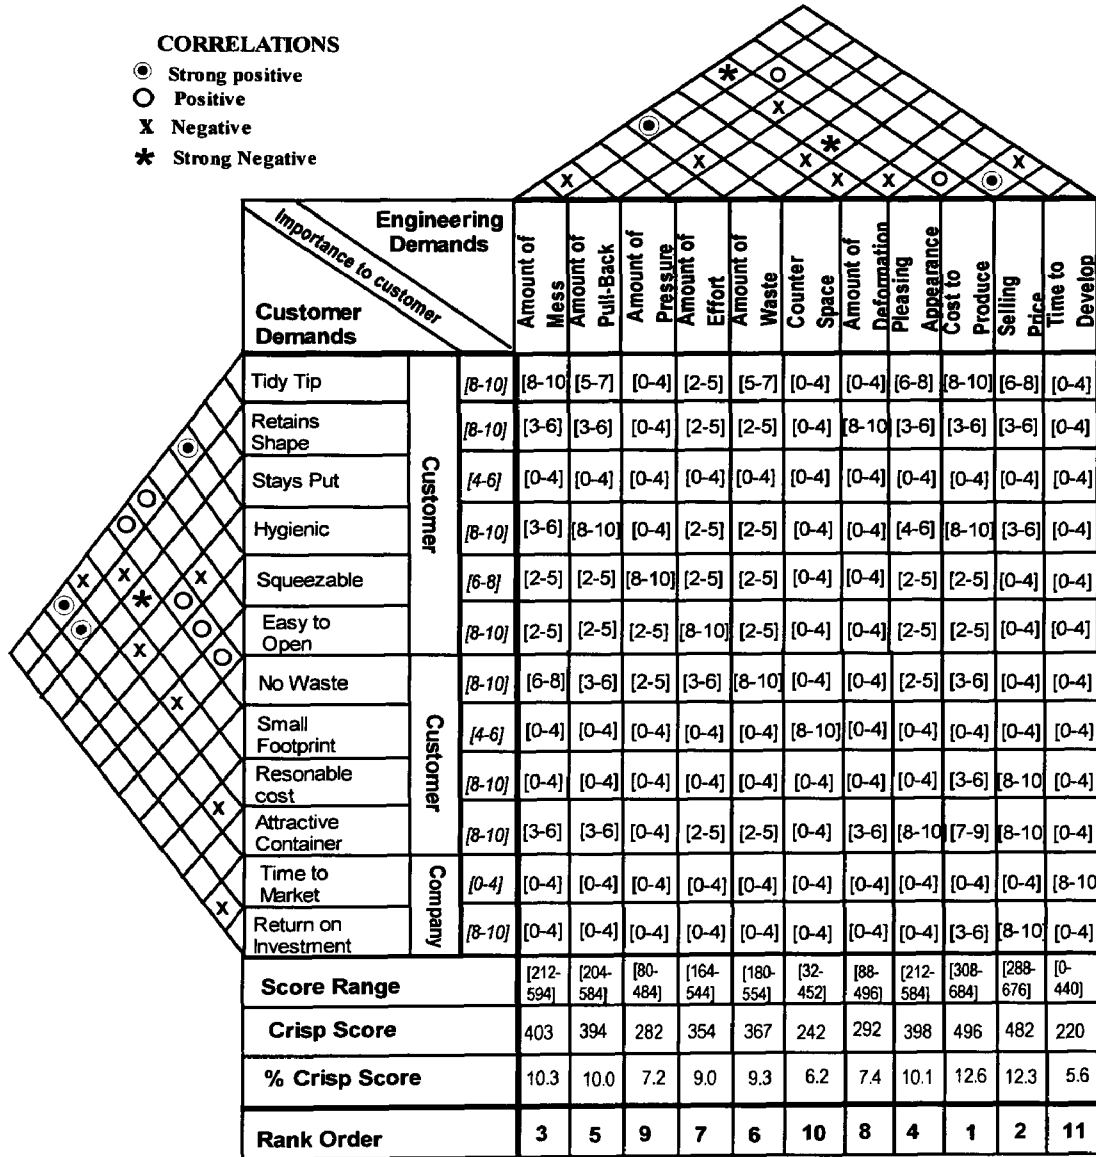 CORRELATIONS
Strong positive
Positive
X Negative
* Strong Negative
Engineering
Demands
Importance to customer
Customer
Demands
Amount of
Mess
Amount of
Pull-Back
Amount of
Pressure
Amount of
Effort
Amount of
Waste
Counter
Space
Amount of
Deformation
Pleasing
Appearance
Cost to
Produce
Selling
Price
Time to
Develop
Customer
Customer
Company
Tidy Tip [8-10] [8-10 [5-7] [0-4] [2-5] [5-7] [0-4] [0-4] [6-8] [8-10] [6-8] [0-4]
Retains
Shape [8-10] [3-6] [3-6] [0-4] [2-5] [2-5] [0-4] [8-10 [3-6] [3-6] [3-6] [0-4]
Stays Put [4-6] [0-4] [0-4] [0-4] [0-4] [0-4] [0-4] [0-4] [0-4] [0-4] [0-4] [0-4]
Hygienic [8-10] [3-6] [8-10] [0-4] [2-5] [2-5] [0-4] [0-4] [4-6] [8-10] [3-6] [0-4]
Squeezable [6-8] [2-5] [2-5] [8-10] [2-5] [2-5] [0-4] [0-4] [2-5] [2-5] [0-4] [0-4]
Easy to
Open [8-10] [2-5] [2-5] [2-5] [8-10] [2-5] [0-4] [0-4] [2-5] [2-5] [0-4] [0-4]
No Waste [8-10] [6-8] [3-6] [2-5] [3-6] [8-10] [0-4] [0-4] [2-5] [3-6] [0-4] [0-4]
Small
Footprint [4-6] [0-4] [0-4] [0-4] [0-4] [0-4] [8-10] [0-4] [0-4] [0-4] [0-4] [0-4]
Resonable
cost [8-10] [0-4] [0-4] [0-4] [0-4] [0-4] [0-4] [0-4] [0-4] [3-6] [8-10 [0-4]
Attractive
Container [8-10] [3-6] [3-6] [0-4] [2-5] [2-5] [0-4] [3-6] [8-10 [7-9] [8-10 [0-4]
Time to
Market [0-4] [0-4] [0-4] [0-4] [0-4] [0-4] [0-4] [0-4] [0-4] [0-4] [0-4] [8-10
Return on
Investment [8-10] [0-4] [0-4] [0-4] [0-4] [0-4] [0-4] [0-4] [0-4] [3-6] [8-10 [0-4]
Score Range [212- [204- [80- [164- [180- [32- [88- [212- [308- [288- [0-
594] 584] 484] 544] 554] 452] 496] 584] 684] 676] 440]
Crisp Score 403 394 282 354 367 242 292 398 496 482 220
% Crisp Score 10.3 10.0 7.2 9.0 9.3 6.2 7.4 10.1 12.6 12.3 5.6
Rank Order 3 5 9 7 6 10 8 4 1 2 11